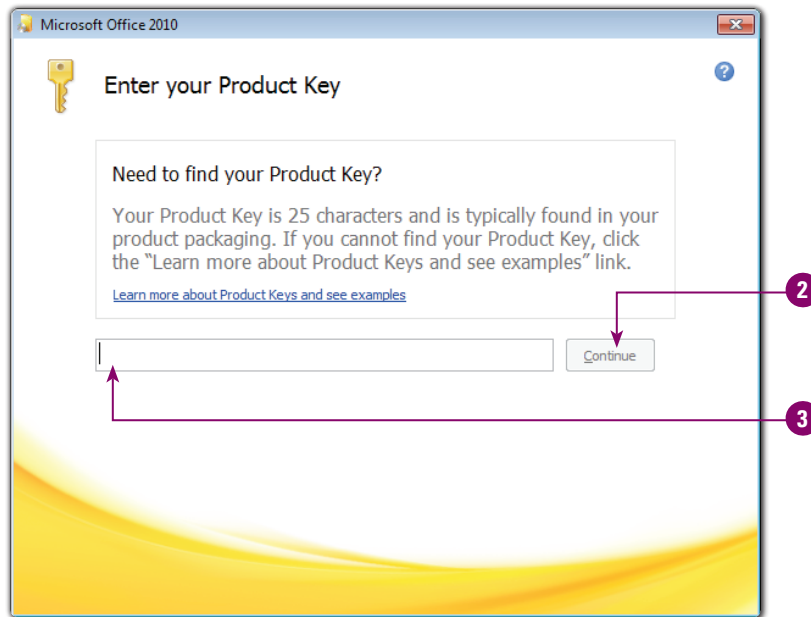 Microsoft Office 2010
Enter your Product Key
Need to find your Product Key?
Your Product Key is 25 characters and is typically found in your
product packaging. If you cannot find your Product Key, click
the “Learn more about Product Keys and see examples” link.
Learn more about Product Keys and see examples
2
Continue
3